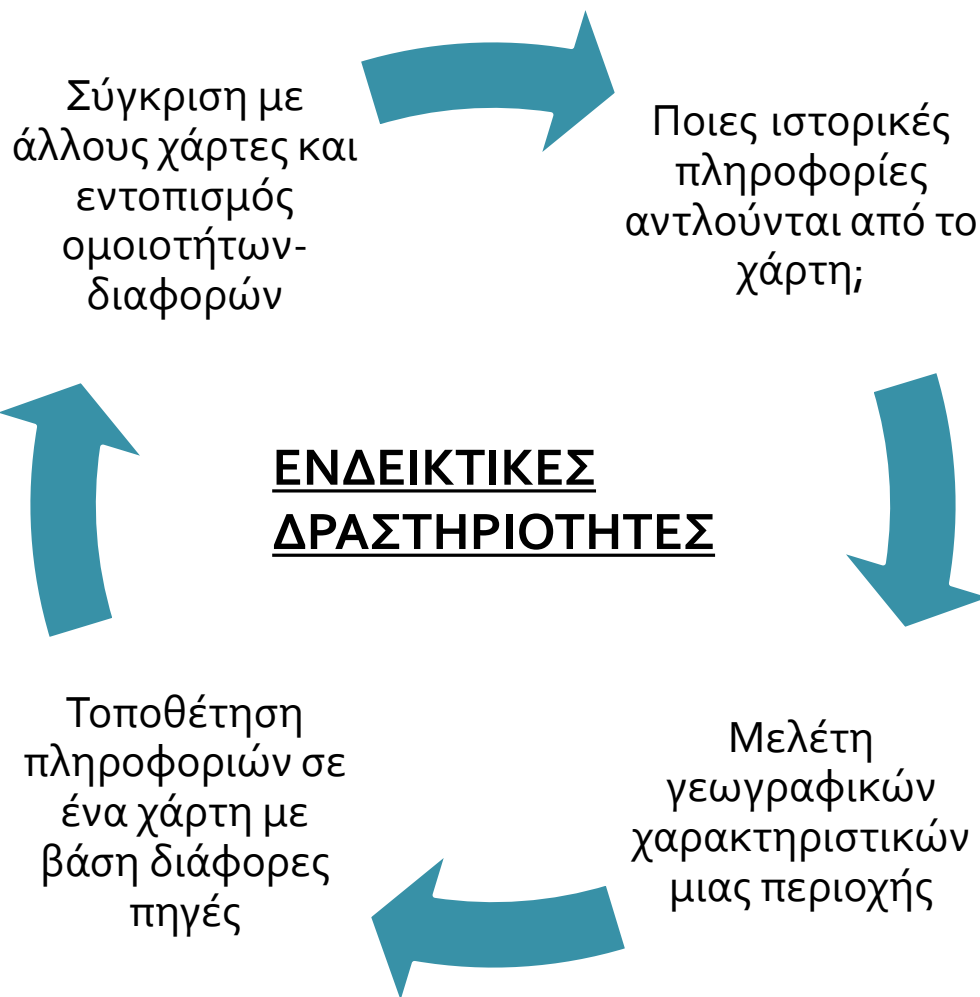 Σύγκριση με
άλλους χάρτες και
εντοπισμός
ομοιοτήτων-
διαφορών
Ποιες ιστορικές
πληροφορίες
αντλούνται από το
χάρτη;
ΕΝΔΕΙΚΤΙΚΕΣ
ΔΡΑΣΤΗΡΙΟΤΗΤΕΣ
Τοποθέτηση
πληροφοριών σε
ένα χάρτη με
βάση διάφορες
πηγές
Μελέτη
γεωγραφικών
χαρακτηριστικών
μιας περιοχής